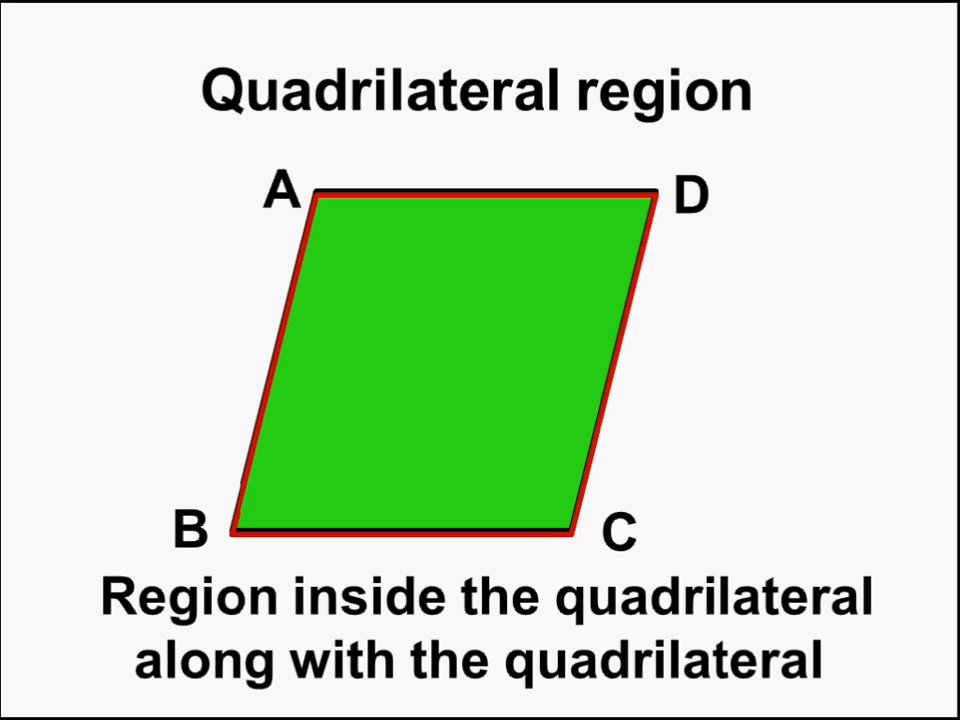 Quadrilateral region
A
D
B
C
Region inside the quadrilateral
along with the quadrilateral